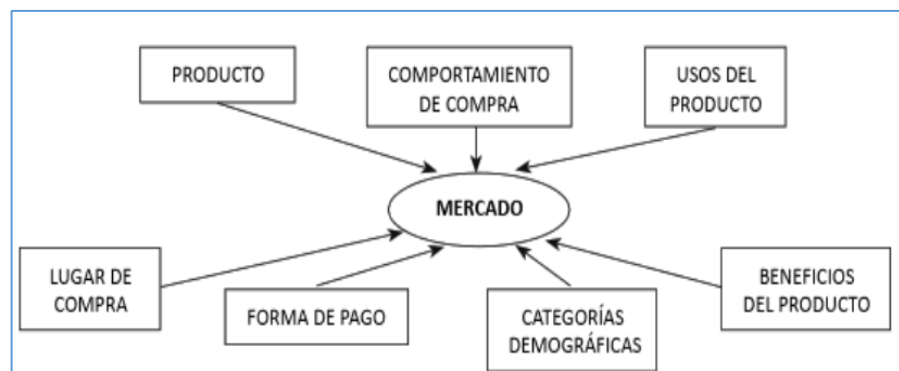 PRODUCTO
COMPORTAMIENTO
DE COMPRA
USOS DEL
PRODUCTO
MERCADO
LUGAR DE
COMPRA
FORMA DE PAGO
CATEGORÍAS
DEMOGRÁFICAS
BENEFICIOS
DEL PRODUCTO